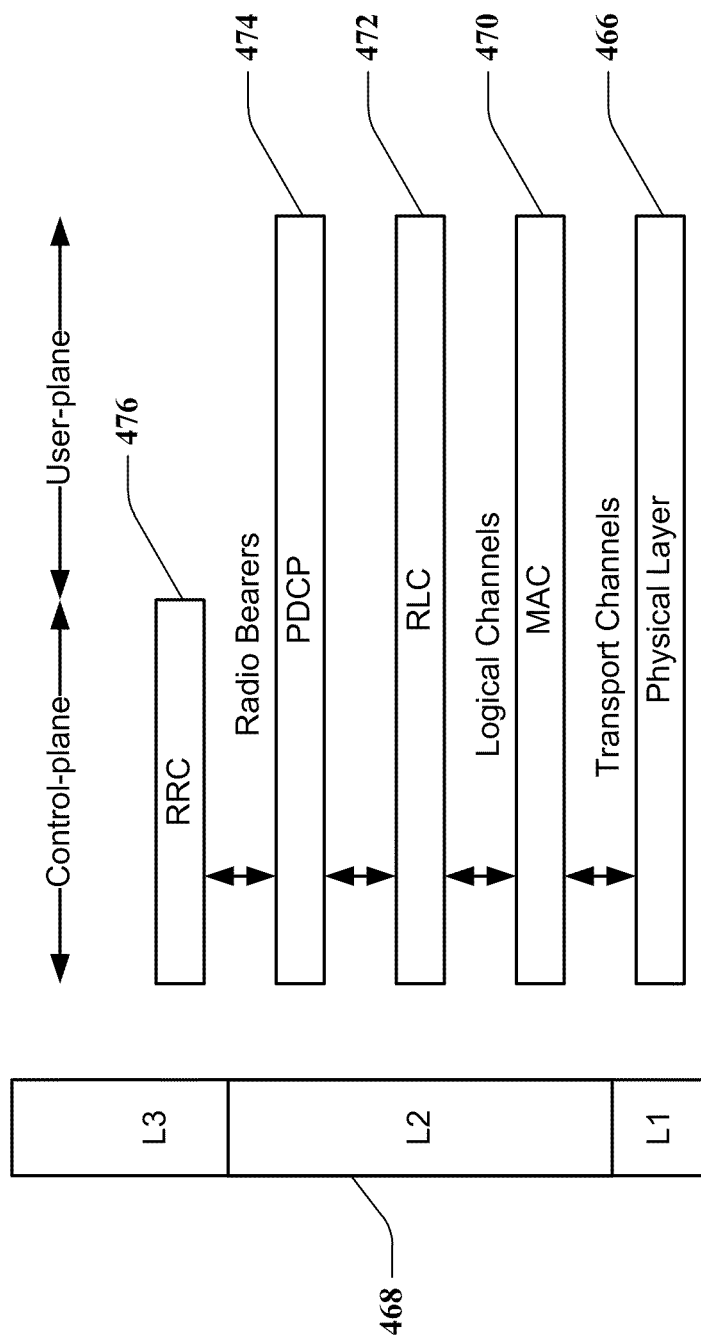 Control-plane
User-plane
476
RRC
L3
Radio Bearers
474
PDCP
472
RLC
L2
468
Logical Channels
470
MAC
Transport Channels
466
Physical Layer
L1